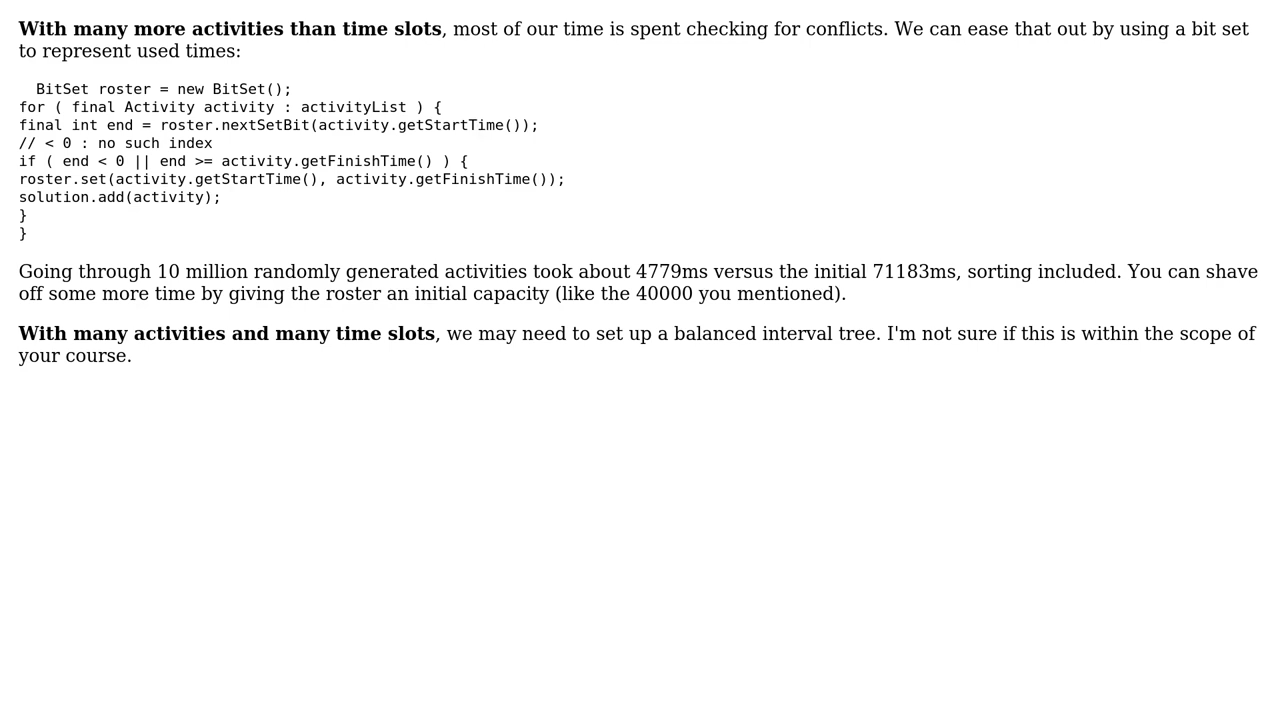 With many more activities than time slots, most of our time is spent checking for conflicts. We can ease that out by using a bit set
to represent used times:
  BitSet roster = new BitSet();
for ( final Activity activity : activityList ) {
final int end = roster.nextSetBit(activity.getStartTime());
// < 0 : no such index
if ( end < 0 || end >= activity.getFinishTime() ) {
roster.set(activity.getStartTime(), activity.getFinishTime());
solution.add(activity);
}
}
Going through 10 million randomly generated activities took about 4779ms versus the initial 71183ms, sorting included. You can shave
off some more time by giving the roster an initial capacity (like the 40000 you mentioned).
With many activities and many time slots, we may need to set up a balanced interval tree. I'm not sure if this is within the scope of
your course.